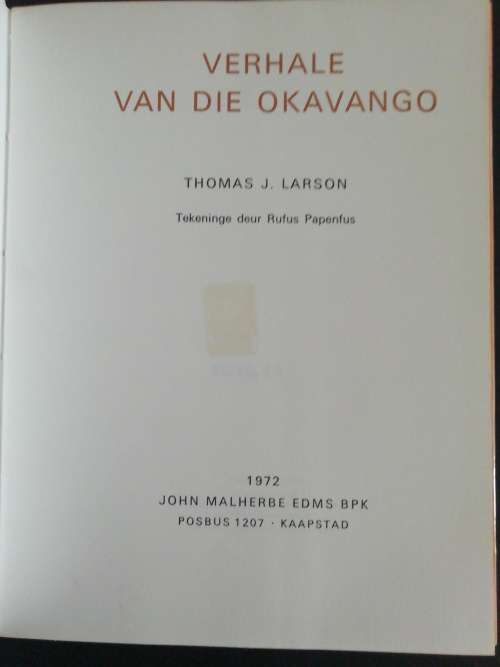 VERHALE
VAN DIE OKAVANGO
THOMAS J. LARSON
Tekeninge deur Rufus Papenfus
1972
JOHN MALHERBE EDMS BPK
POSBUS 1207 · KAAPSTAD